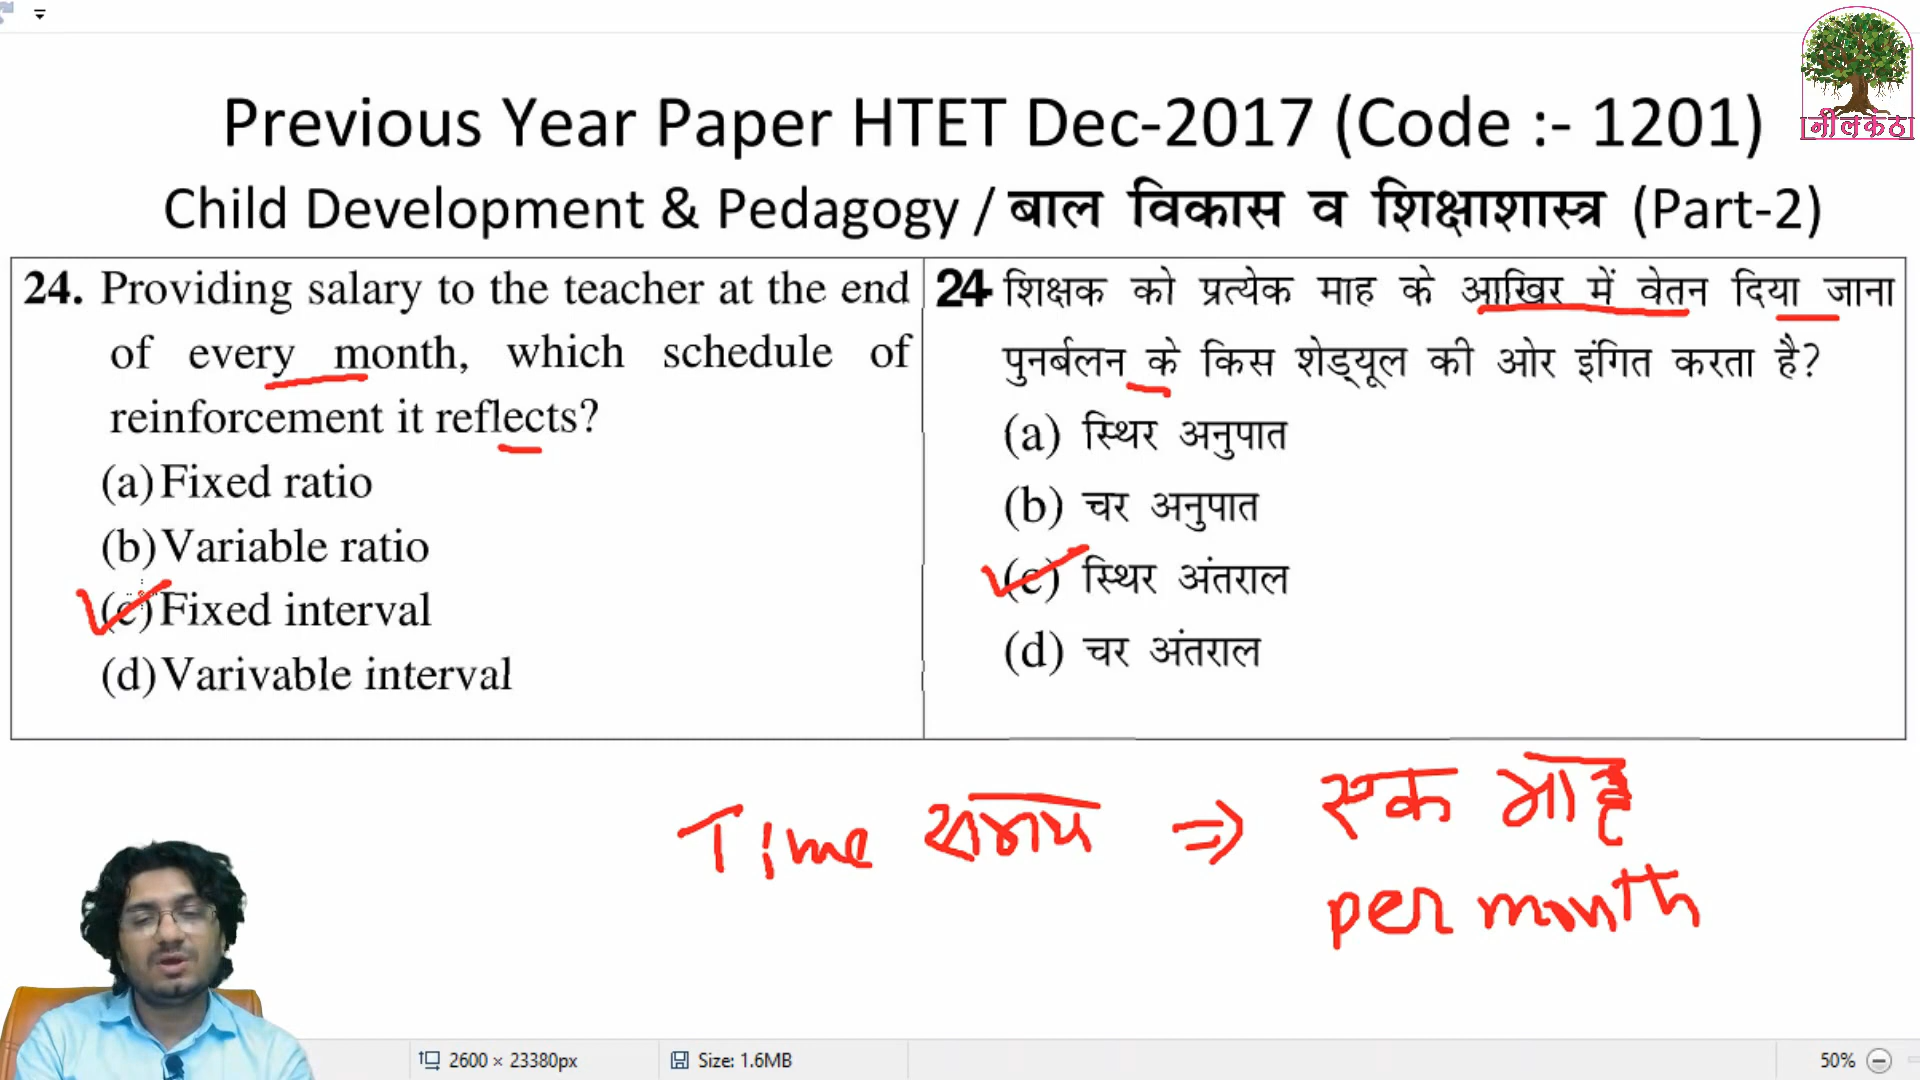 Previous Year Paper HTET Dec-2017 (Code :- 1201)
नीलकंठ
Child Development & Pedagogy / बाल विकास व शिक्षाशास्त्र (Part-2)
24. Providing salary to the teacher at the end
of every month, which schedule of
reinforcement it reflects?
(a) Fixed ratio
(b) Variable ratio
(c) Fixed interval
(d) Varivable interval
24 शिक्षक को प्रत्येक माह के आखिर में वेतन दिया जाना
पुनर्बलन के किस शेड्यूल की ओर इंगित करता है?
(a) स्थिर अनुपात
(b) चर अनुपात
(c) स्थिर अंतराल
(d) चर अंतराल
Time समय ⇒ एक माह
per month
2600 × 23380px
Size: 1.6MB
50%